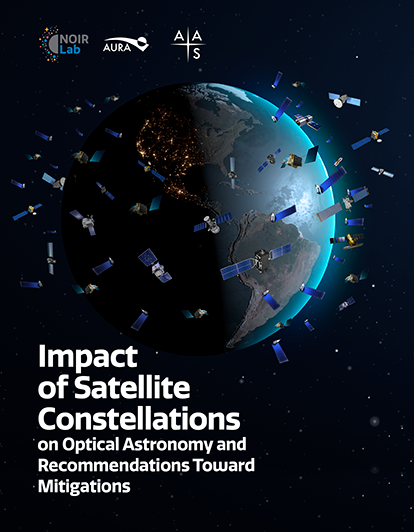 NOIR
Lab
AURA
A A
S
Impact
of Satellite
Constellations
on Optical Astronomy and
Recommendations Toward
Mitigations